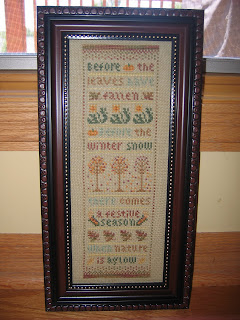 Before the
leaves have
fallen
before the
winter snow
there comes
a festive
season
when nature
is aglow